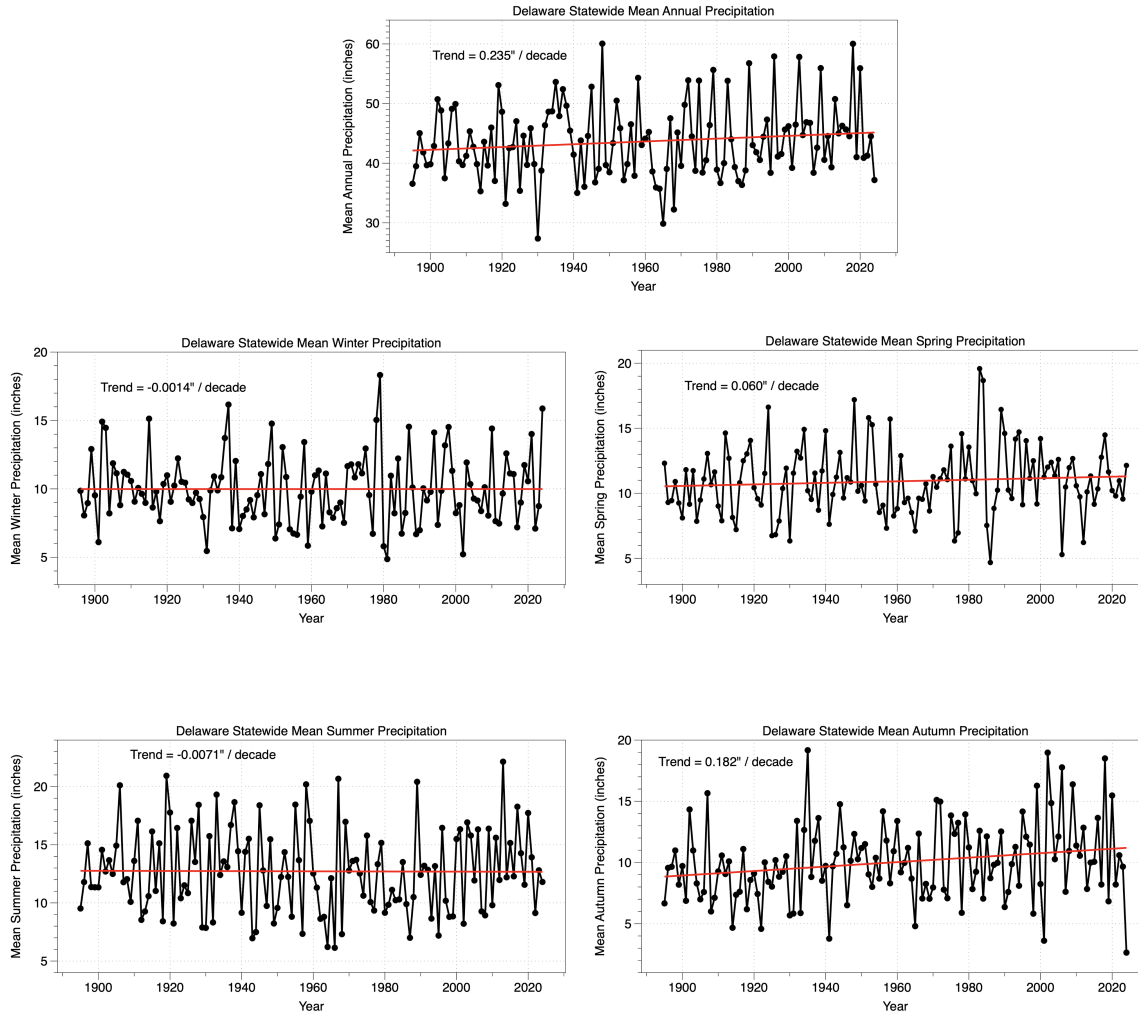 Delaware Statewide Mean Annual Precipitation
Trend = 0.235" / decade
Mean Annual Precipitation (inches)
60
50
40
30
1900 1920 1940 1960 1980 2000 2020
Year
Delaware Statewide Mean Winter Precipitation
Trend = -0.0014" / decade
Mean Winter Precipitation (inches)
20
15
10
5
1900 1920 1940 1960 1980 2000 2020
Year
Delaware Statewide Mean Spring Precipitation
Trend = 0.060" / decade
Mean Spring Precipitation (inches)
20
15
10
5
1900 1920 1940 1960 1980 2000 2020
Year
Delaware Statewide Mean Summer Precipitation
Trend = -0.0071" / decade
Mean Summer Precipitation (inches)
20
15
10
5
1900 1920 1940 1960 1980 2000 2020
Year
Delaware Statewide Mean Autumn Precipitation
Trend = 0.182" / decade
Mean Autumn Precipitation (inches)
20
15
10
5
1900 1920 1940 1960 1980 2000 2020
Year